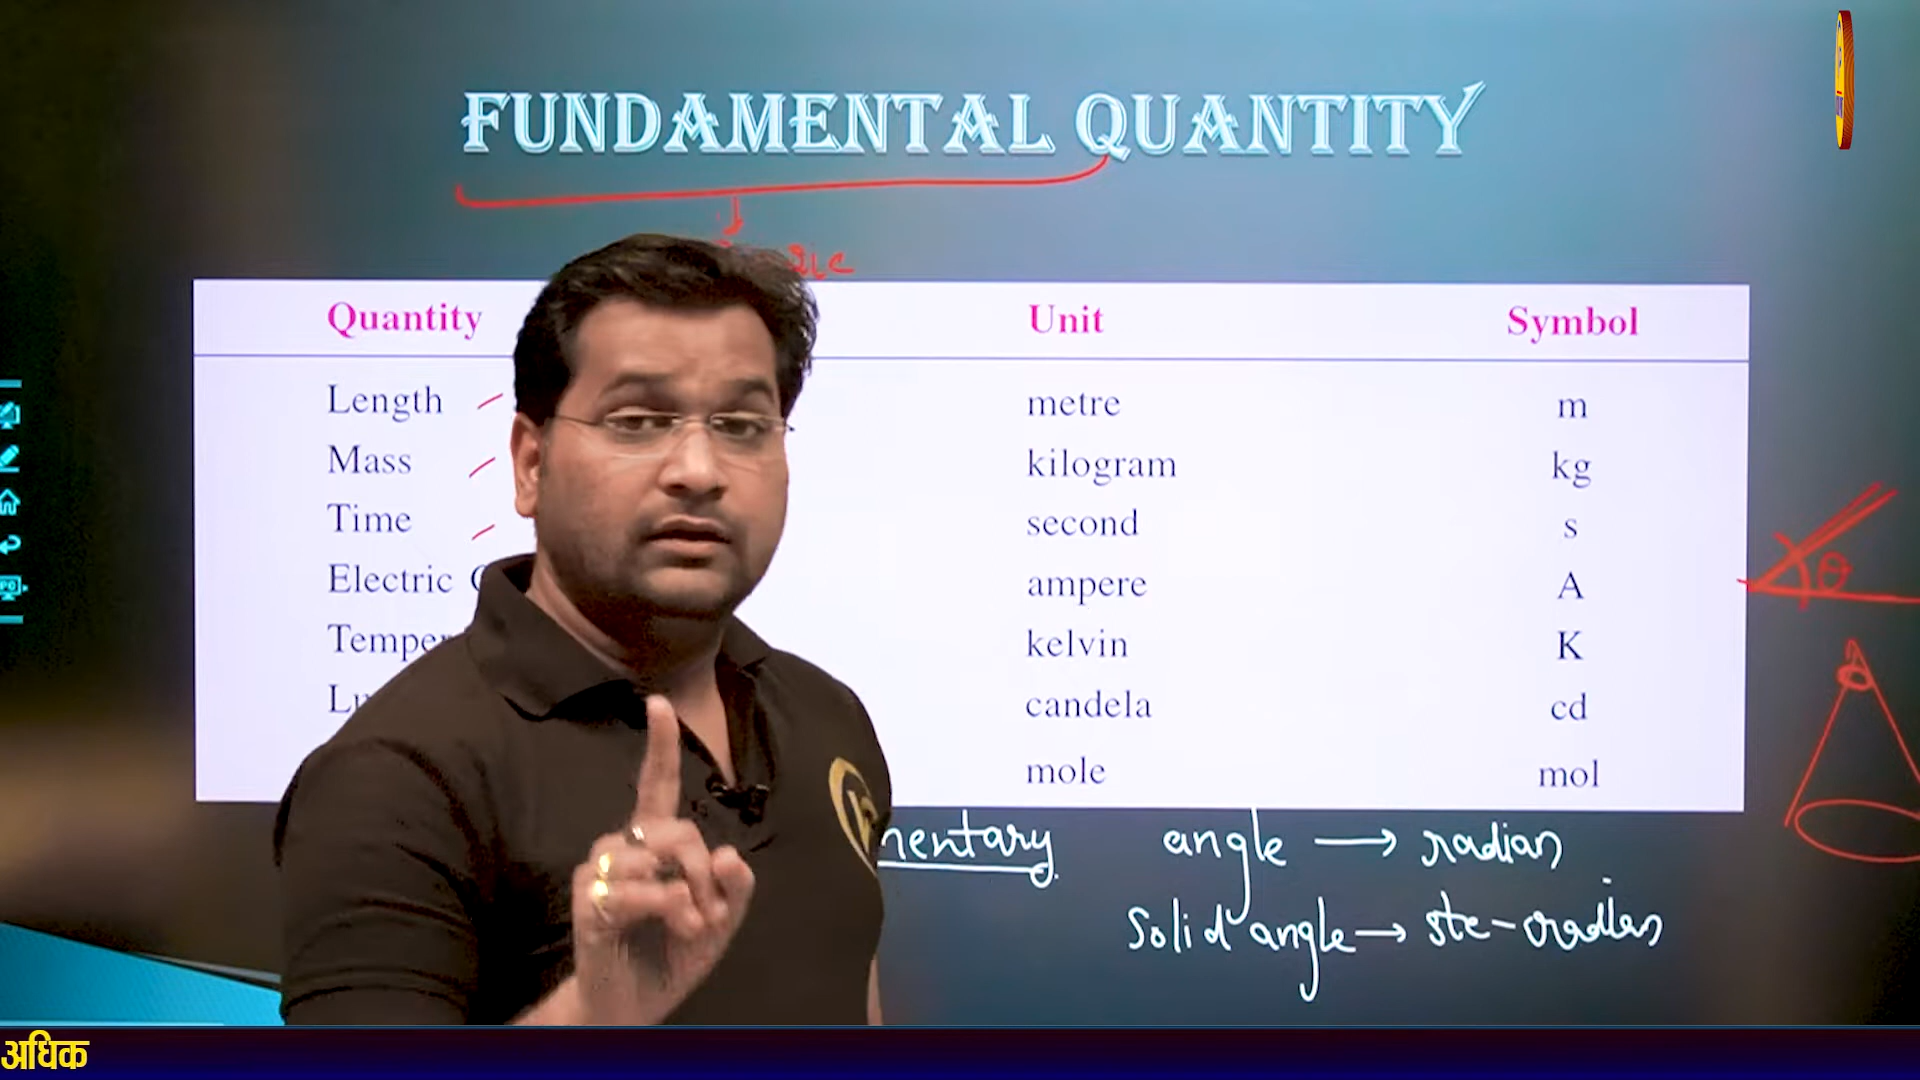 FUNDAMENTAL QUANTITY
Quantity Unit Symbol
Length metre m
Mass kilogram kg
Time second s
Electric ampere A
kelvin K
candela cd
mole mol
angle → radian
θ
Solid angle → ste-radian
अधिक